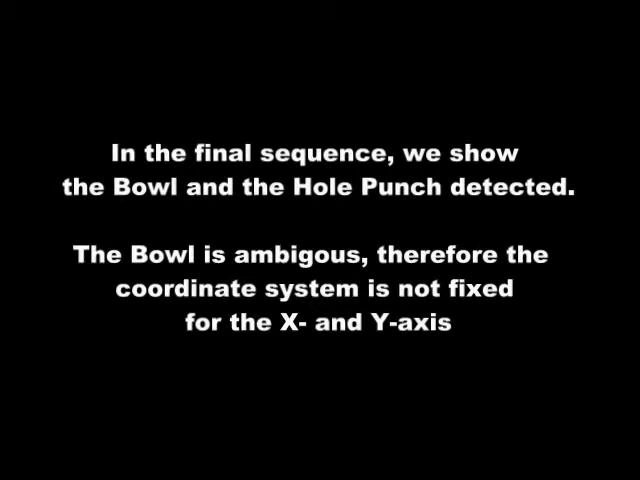 In the final sequence, we show
the Bowl and the Hole Punch detected.
The Bowl is ambigous, therefore the
coordinate system is not fixed
for the X- and Y-axis